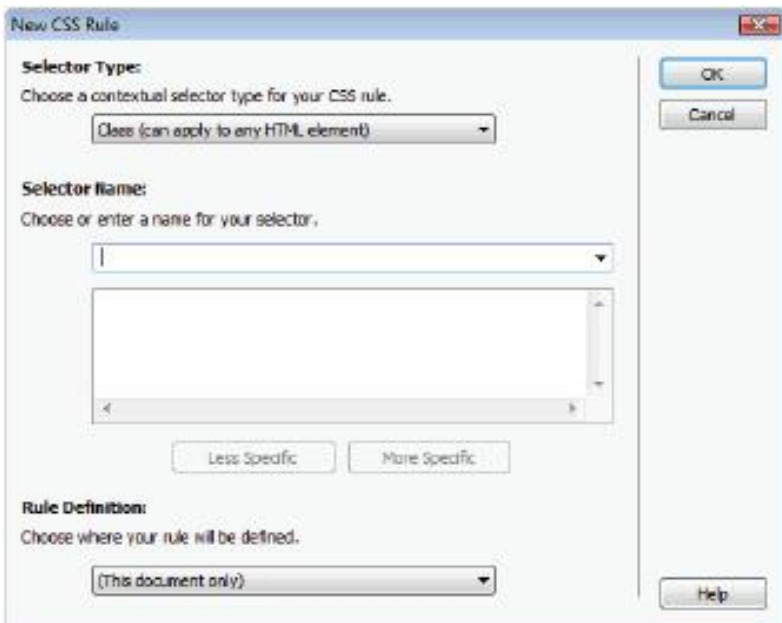 New CSS Rule
Selector Type:
Choose a contextual selector type for your CSS rule.
Class (can apply to any HTML element)
Selector Name:
Choose or enter a name for your selector.
Less Specific
More Specific
Rule Definition:
Choose where your rule will be defined.
(This document only)
OK
Cancel
Help